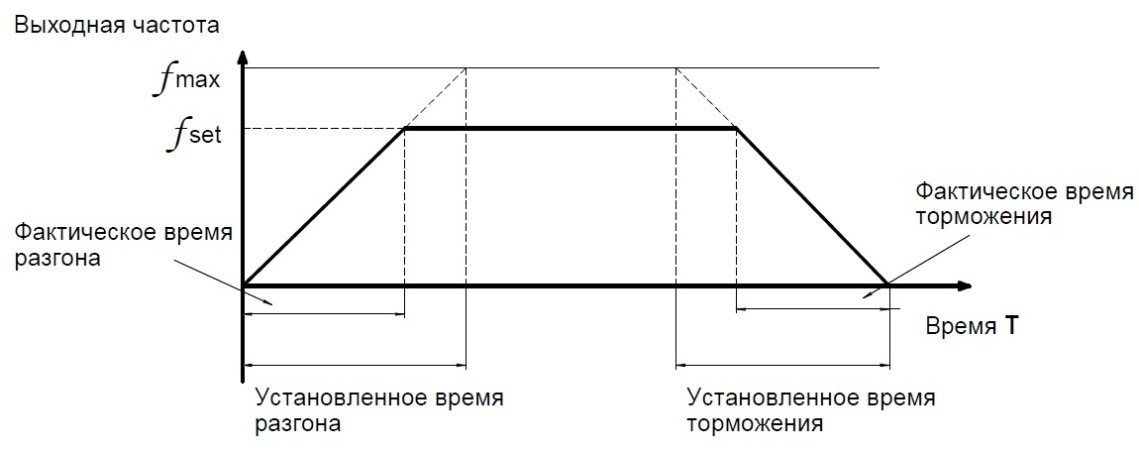 Выходная частота
fmax
fset
Фактическое время
торможения
Фактическое время
разгона
Время T
Установленное время
разгона
Установленное время
торможения